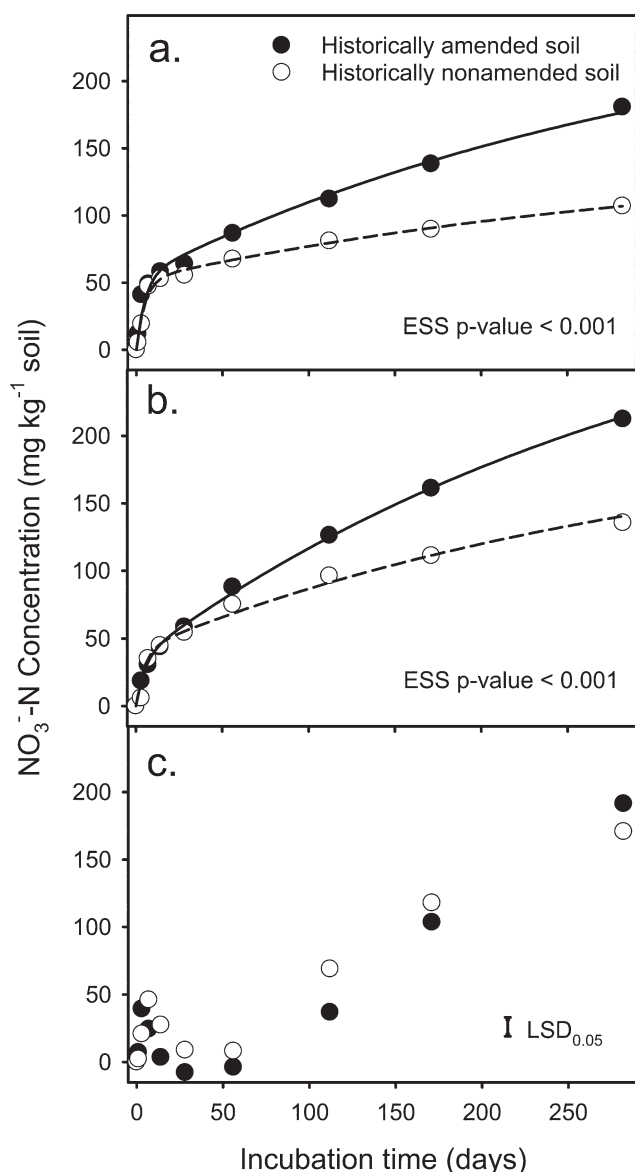 a.
Historically amended soil
Historically nonamended soil
200
150
100
50
0
ESS p-value < 0.001
b.
200
150
100
50
0
ESS p-value < 0.001
c.
200
150
100
50
0
LSD0.05
0 50 100 150 200 250
Incubation time (days)
NO3–-N Concentration (mg kg-1 soil)